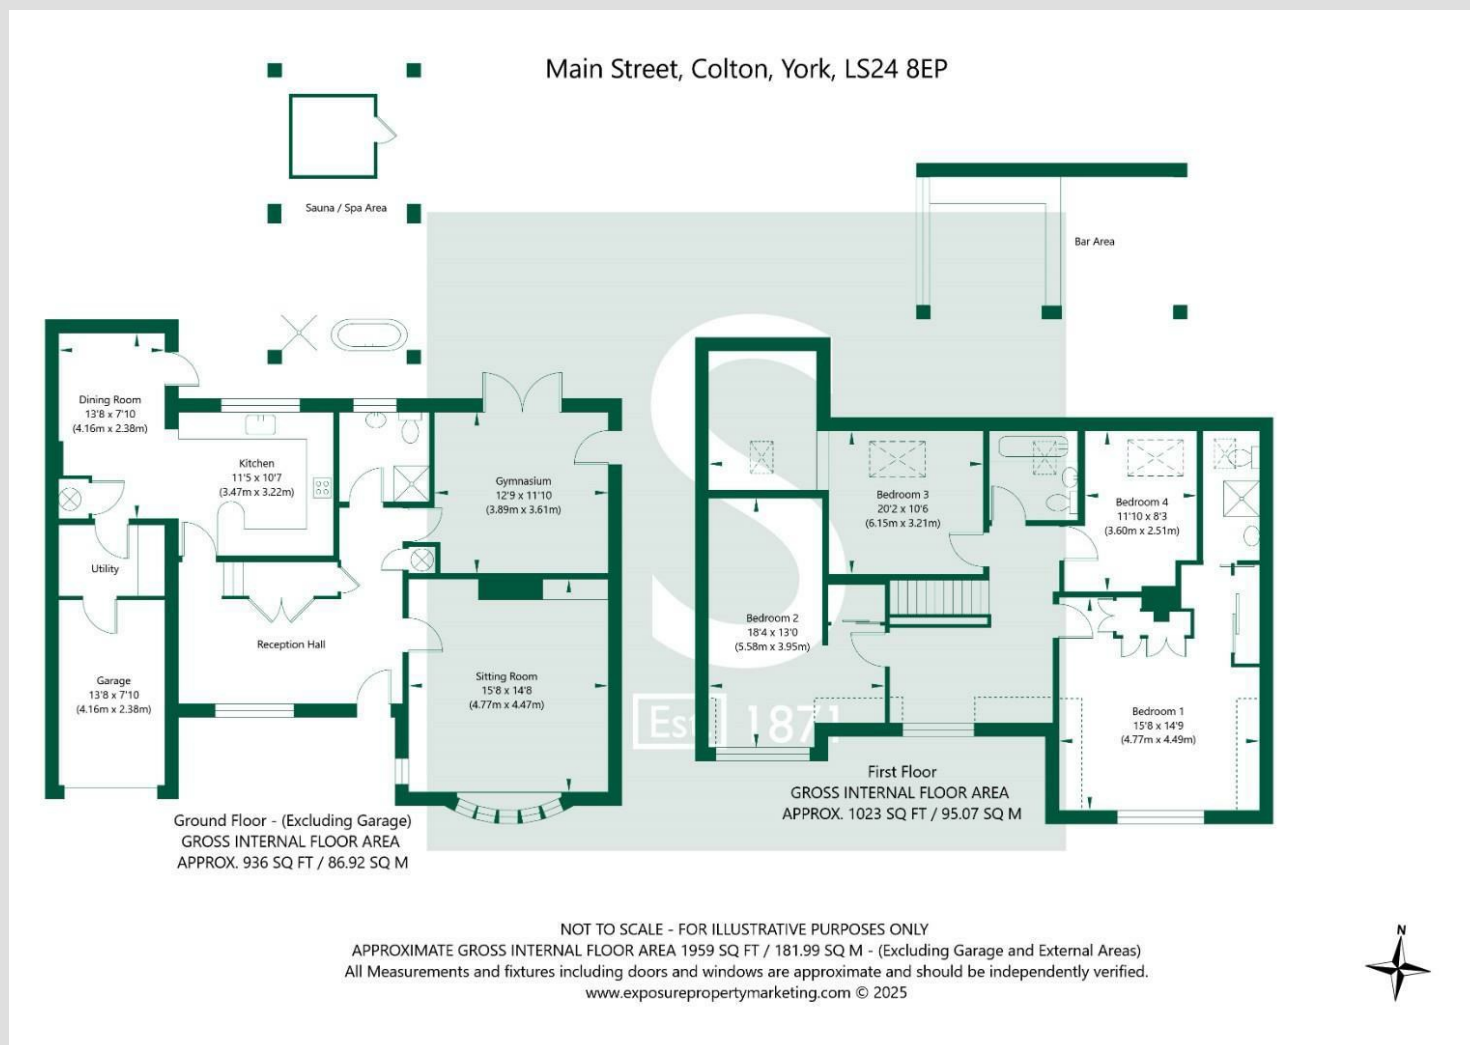 Main Street, Colton, York, LS24 8EP
Sauna / Spa Area
Bar Area
Dining Room
13'8 x 7'10
(4.16m x 2.38m)
Kitchen
11'5 x 10'7
(3.47m x 3.22m)
Gymnasium
12'9 x 11'10
(3.89m x 3.61m)
Utility
Reception Hall
Garage
13'8 x 7'10
(4.16m x 2.38m)
Sitting Room
15'8 x 14'8
(4.77m x 4.47m)
Bedroom 3
20'2 x 10'6
(6.15m x 3.21m)
Bedroom 4
11'10 x 8'3
(3.60m x 2.51m)
Bedroom 2
18'4 x 13'0
(5.58m x 3.95m)
Bedroom 1
15'8 x 14'9
(4.77m x 4.49m)
S
Est. 1871
Ground Floor - (Excluding Garage)
GROSS INTERNAL FLOOR AREA
APPROX. 936 SQ FT / 86.92 SQ M
First Floor
GROSS INTERNAL FLOOR AREA
APPROX. 1023 SQ FT / 95.07 SQ M
NOT TO SCALE - FOR ILLUSTRATIVE PURPOSES ONLY
APPROXIMATE GROSS INTERNAL FLOOR AREA 1959 SQ FT / 181.99 SQ M - (Excluding Garage and External Areas)
All Measurements and fixtures including doors and windows are approximate and should be independently verified.
www.exposurepropertymarketing.com © 2025
N